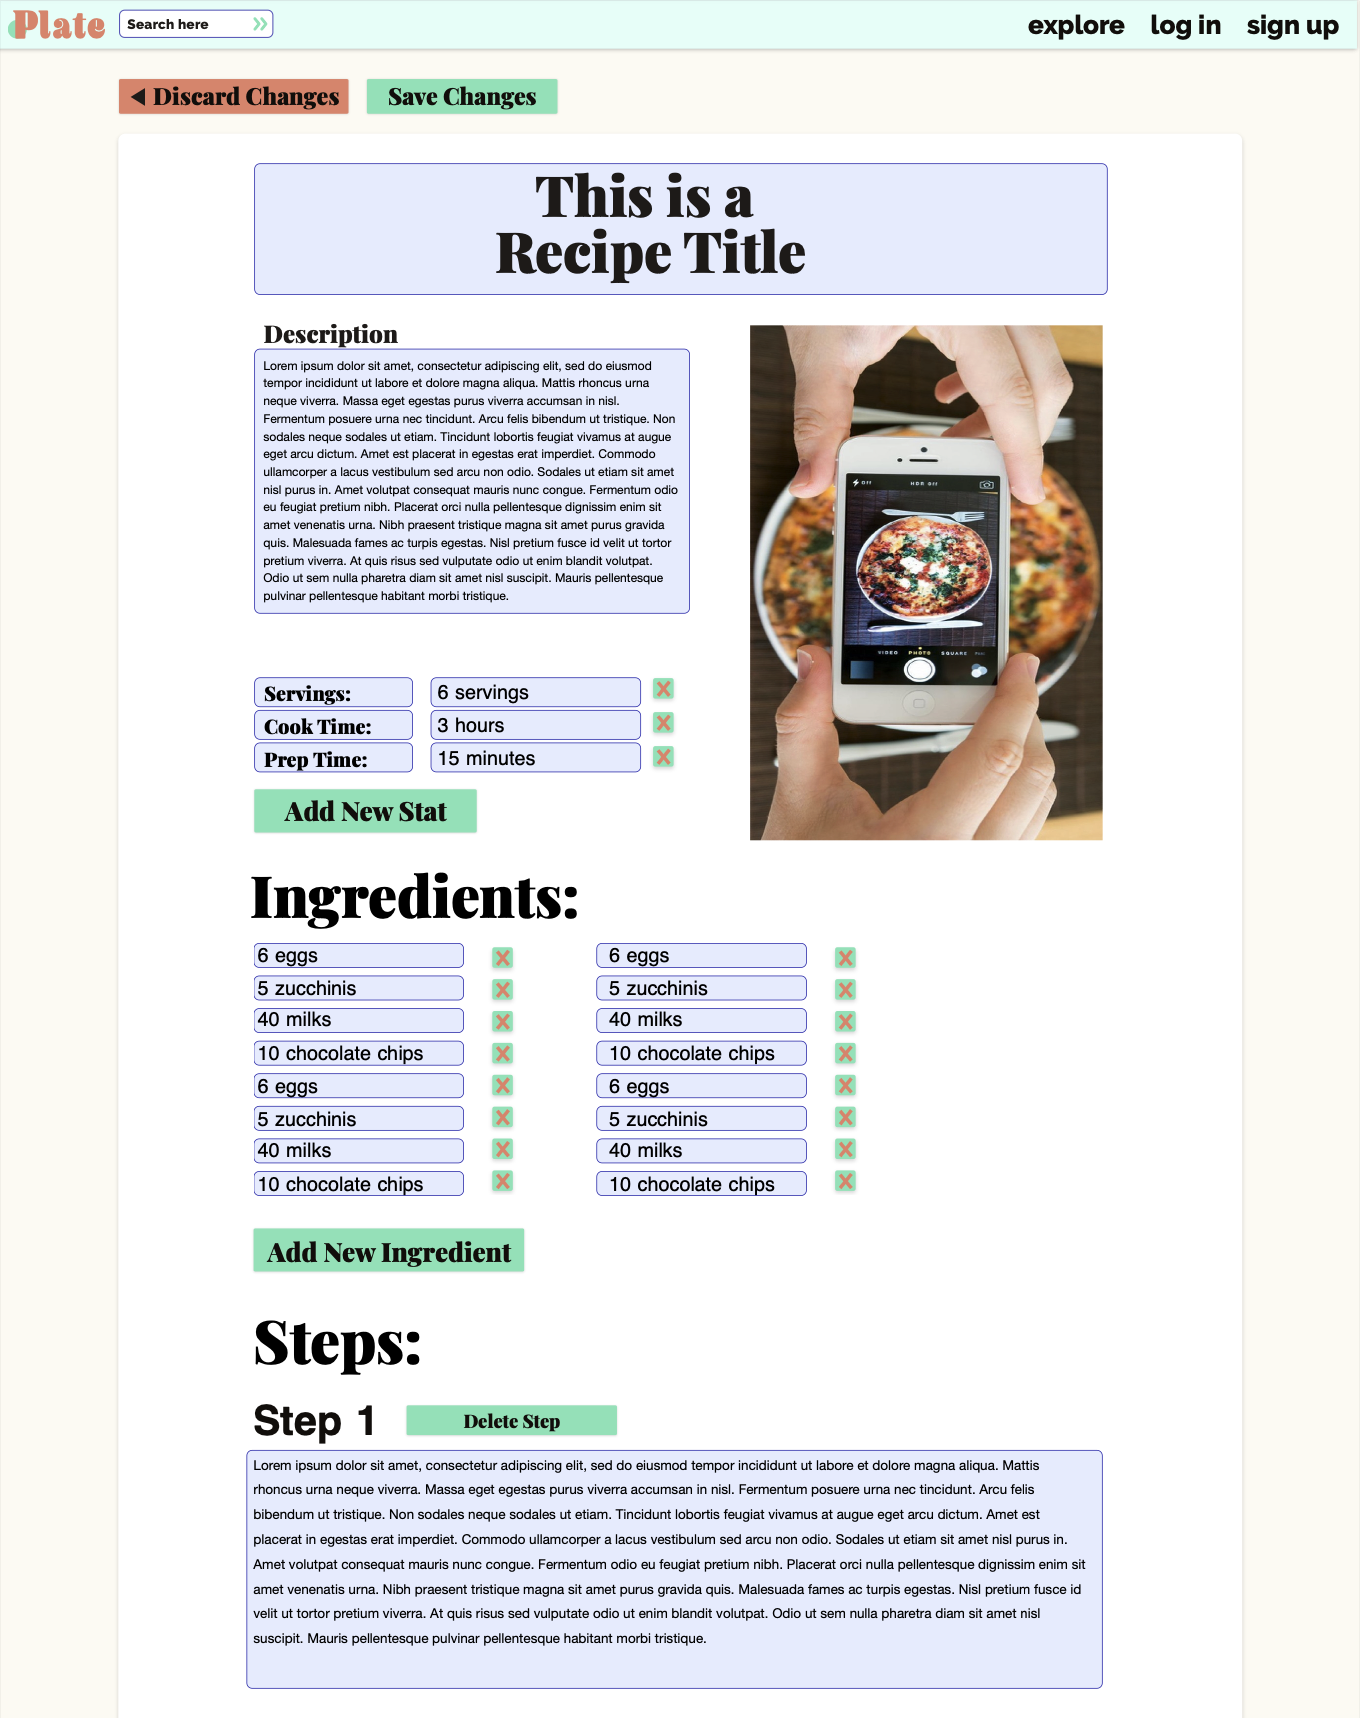 Plate
Search here
explore
log in
sign up
Discard Changes
Save Changes
This is a
Recipe Title
Description
Lorem ipsum dolor sit amet, consectetur adipiscing elit, sed do eiusmod
tempor incididunt ut labore et dolore magna aliqua. Mattis rhoncus urna
neque viverra. Massa eget egestas purus viverra accumsan in nisl.
Fermentum posuere urna nec tincidunt. Arcu felis bibendum ut tristique. Non
sodales neque sodales ut etiam. Tincidunt lobortis feugiat vivamus at augue
eget arcu dictum. Amet est placerat in egestas erat imperdiet. Commodo
ullamcorper a lacus vestibulum sed arcu non odio. Sodales ut etiam sit amet
nisl purus in. Amet volutpat consequat mauris nunc congue. Fermentum odio
eu feugiat pretium nibh. Placerat orci nulla pellentesque dignissim enim sit
amet venenatis urna. Nibh praesent tristique magna sit amet purus gravida
quis. Malesuada fames ac turpis egestas. Nisl pretium fusce id velit ut tortor
pretium viverra. At quis risus sed vulputate odio ut enim blandit volutpat.
Odio ut sem nulla pharetra diam sit amet nisl suscipit. Mauris pellentesque
pulvinar pellentesque habitant morbi tristique.
Off
HDR Off
VIDEO PHOTO SQUARE
Servings: 6 servings X
Cook Time: 3 hours X
Prep Time: 15 minutes X
Add New Stat
Ingredients:
6 eggs X 6 eggs X
5 zucchinis X 5 zucchinis X
40 milks X 40 milks X
10 chocolate chips X 10 chocolate chips X
6 eggs X 6 eggs X
5 zucchinis X 5 zucchinis X
40 milks X 40 milks X
10 chocolate chips X 10 chocolate chips X
Add New Ingredient
Steps:
Step 1
Delete Step
Lorem ipsum dolor sit amet, consectetur adipiscing elit, sed do eiusmod tempor incididunt ut labore et dolore magna aliqua. Mattis
rhoncus urna neque viverra. Massa eget egestas purus viverra accumsan in nisl. Fermentum posuere urna nec tincidunt. Arcu felis
bibendum ut tristique. Non sodales neque sodales ut etiam. Tincidunt lobortis feugiat vivamus at augue eget arcu dictum. Amet est
placerat in egestas erat imperdiet. Commodo ullamcorper a lacus vestibulum sed arcu non odio. Sodales ut etiam sit amet nisl purus in.
Amet volutpat consequat mauris nunc congue. Fermentum odio eu feugiat pretium nibh. Placerat orci nulla pellentesque dignissim enim sit
amet venenatis urna. Nibh praesent tristique magna sit amet purus gravida quis. Malesuada fames ac turpis egestas. Nisl pretium fusce id
velit ut tortor pretium viverra. At quis risus sed vulputate odio ut enim blandit volutpat. Odio ut sem nulla pharetra diam sit amet nisl
suscipit. Mauris pellentesque pulvinar pellentesque habitant morbi tristique.